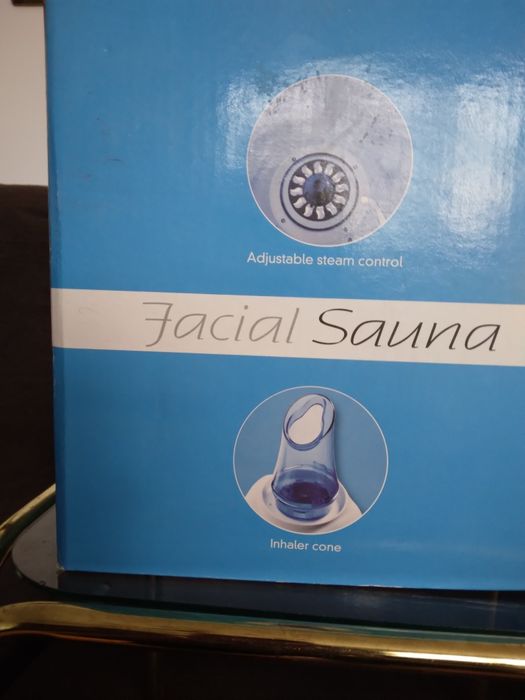 Adjustable steam control
Facial Sauna
Inhaler cone